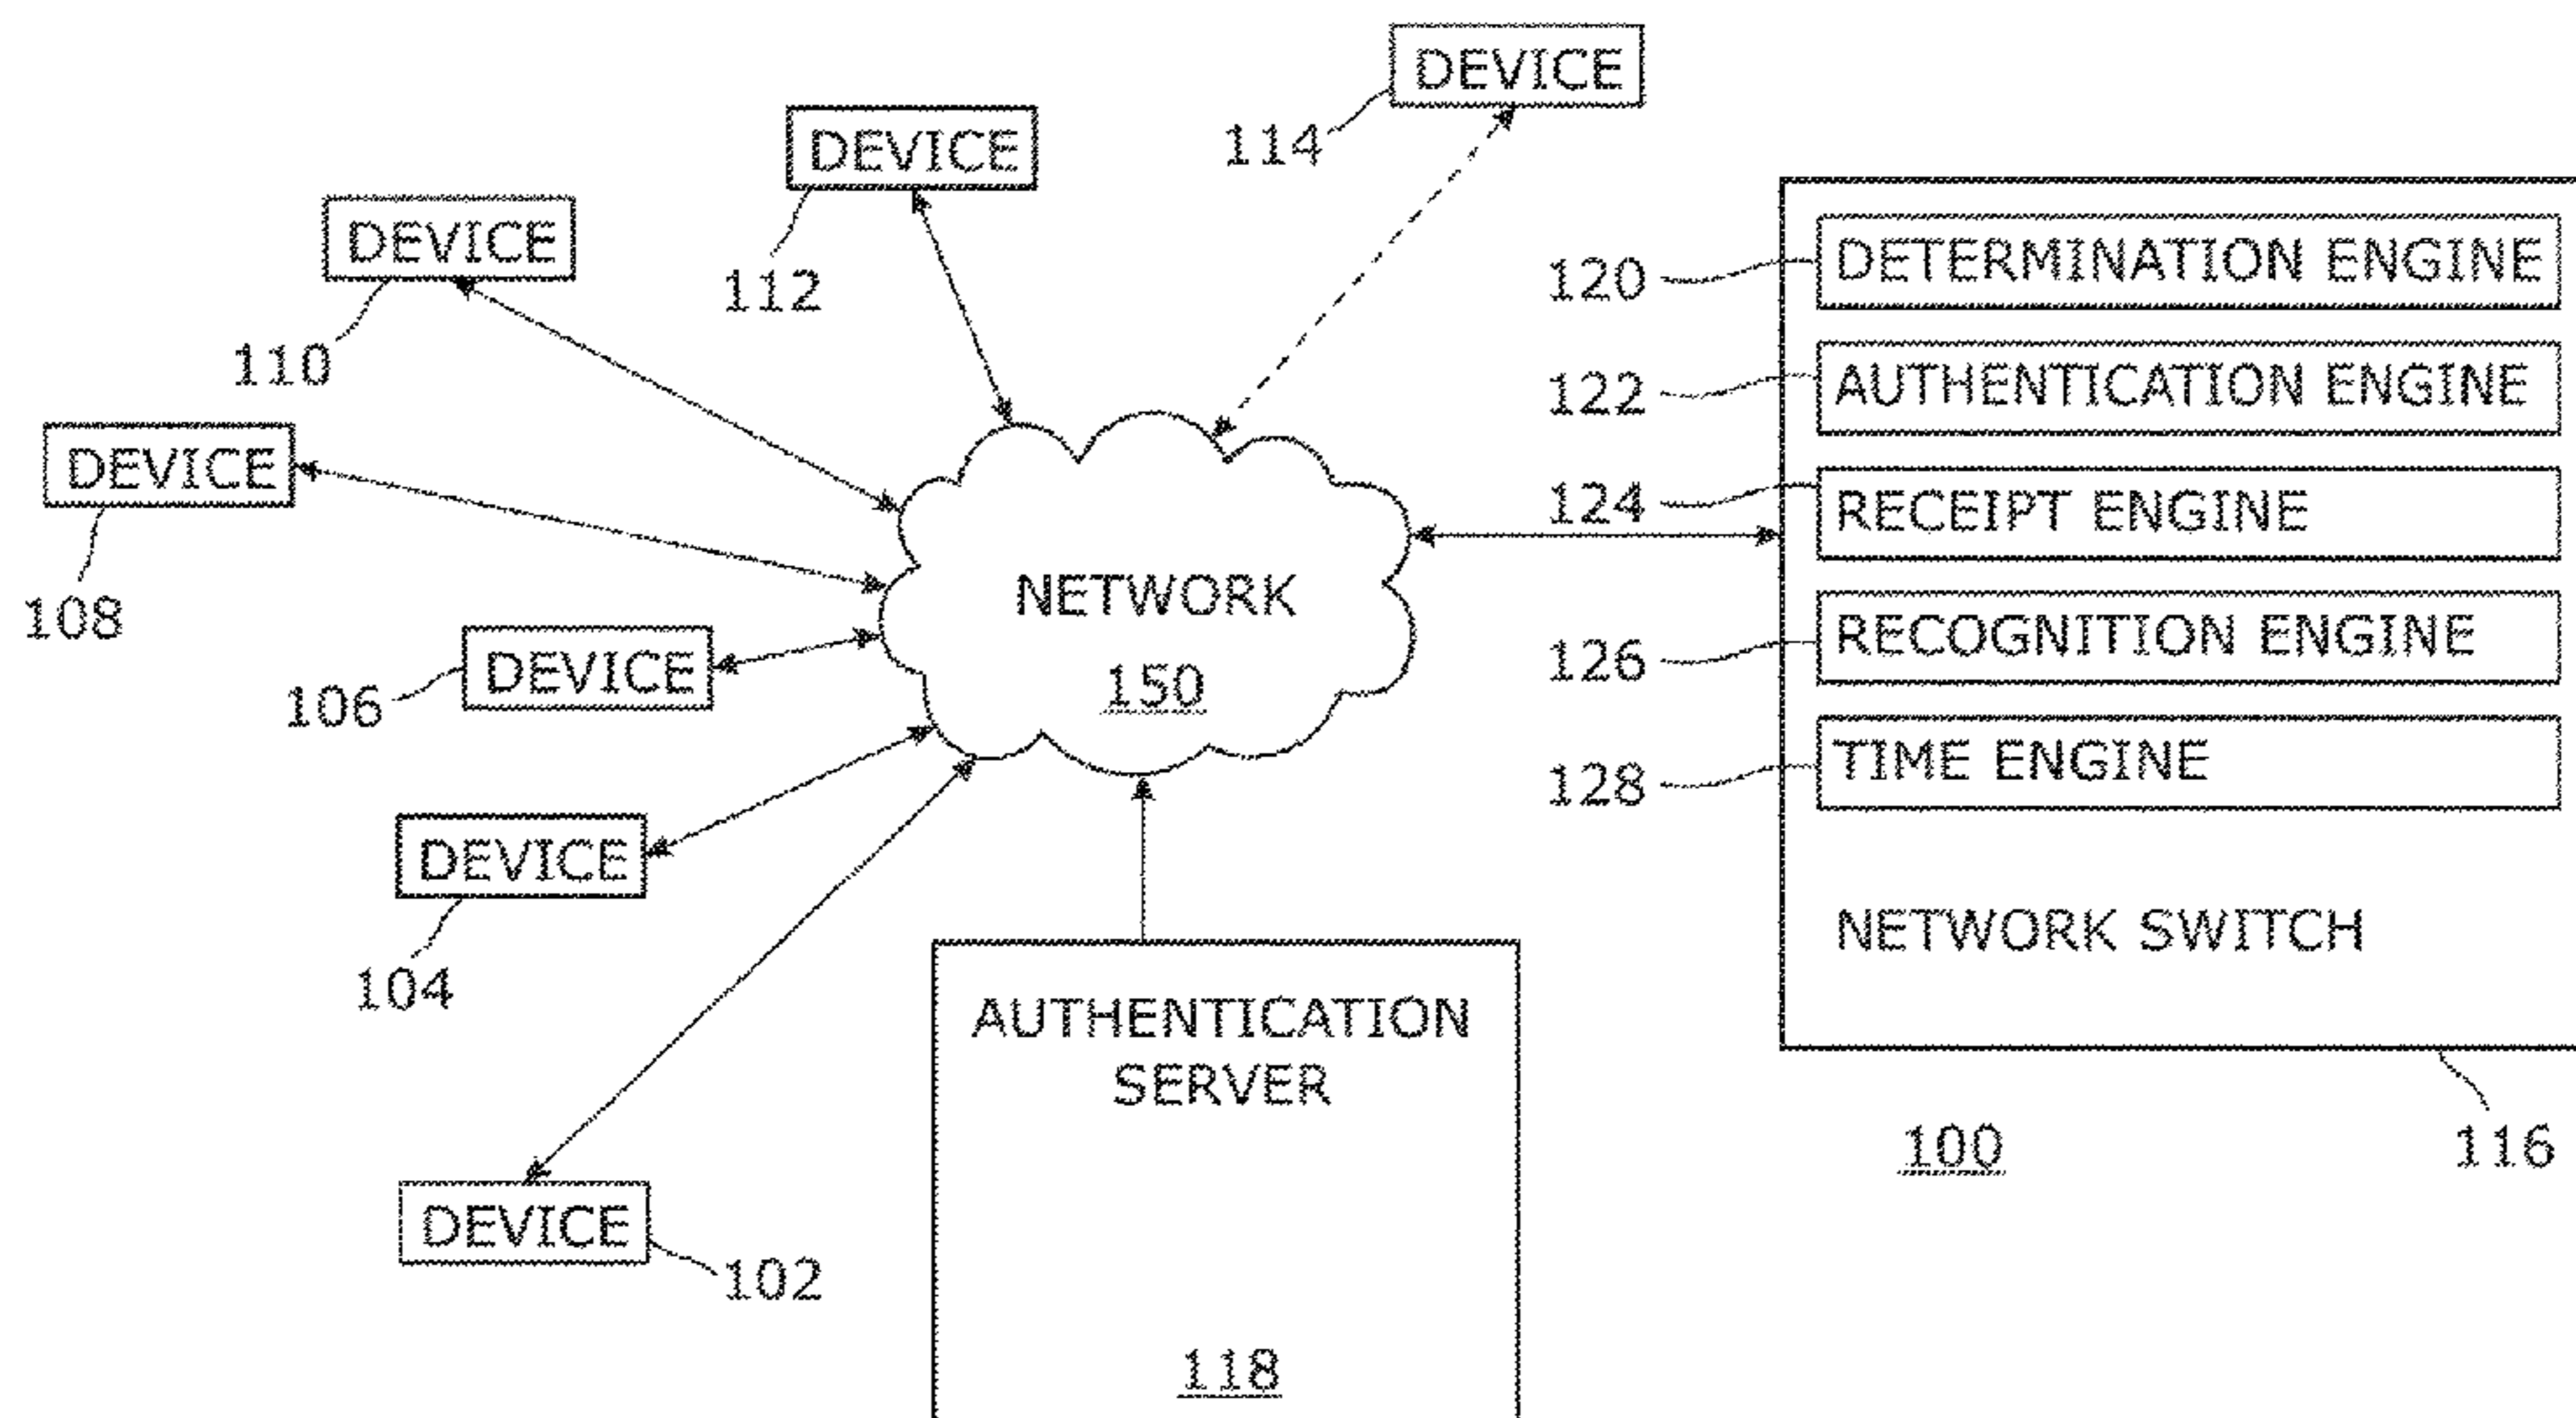 DEVICE
114
DEVICE
112
DEVICE
110
DEVICE
108
DEVICE
106
DEVICE
104
DEVICE
102
NETWORK
150
AUTHENTICATION
SERVER
118
120
DETERMINATION ENGINE
122
AUTHENTICATION ENGINE
124
RECEIPT ENGINE
126
RECOGNITION ENGINE
128
TIME ENGINE
NETWORK SWITCH
100
116